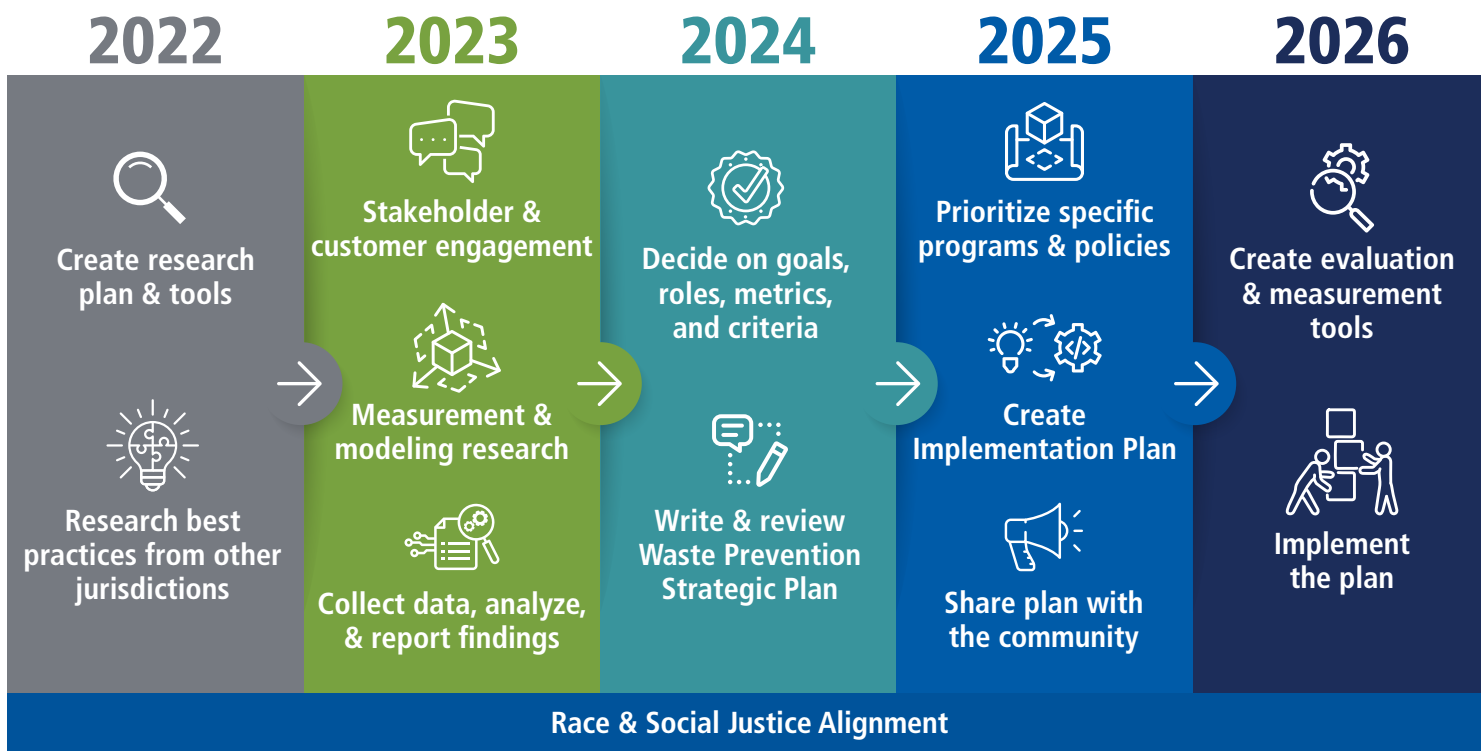 2022
Create research
plan & tools
Research best
practices from other
jurisdictions
2023
Stakeholder &
customer engagement
Measurement &
modeling research
Collect data, analyze,
& report findings
2024
Decide on goals,
roles, metrics,
and criteria
Write & review
Waste Prevention
Strategic Plan
2025
Prioritize specific
programs & policies
Create
Implementation Plan
Share plan with
the community
2026
Create evaluation
& measurement
tools
Implement
the plan
Race & Social Justice Alignment